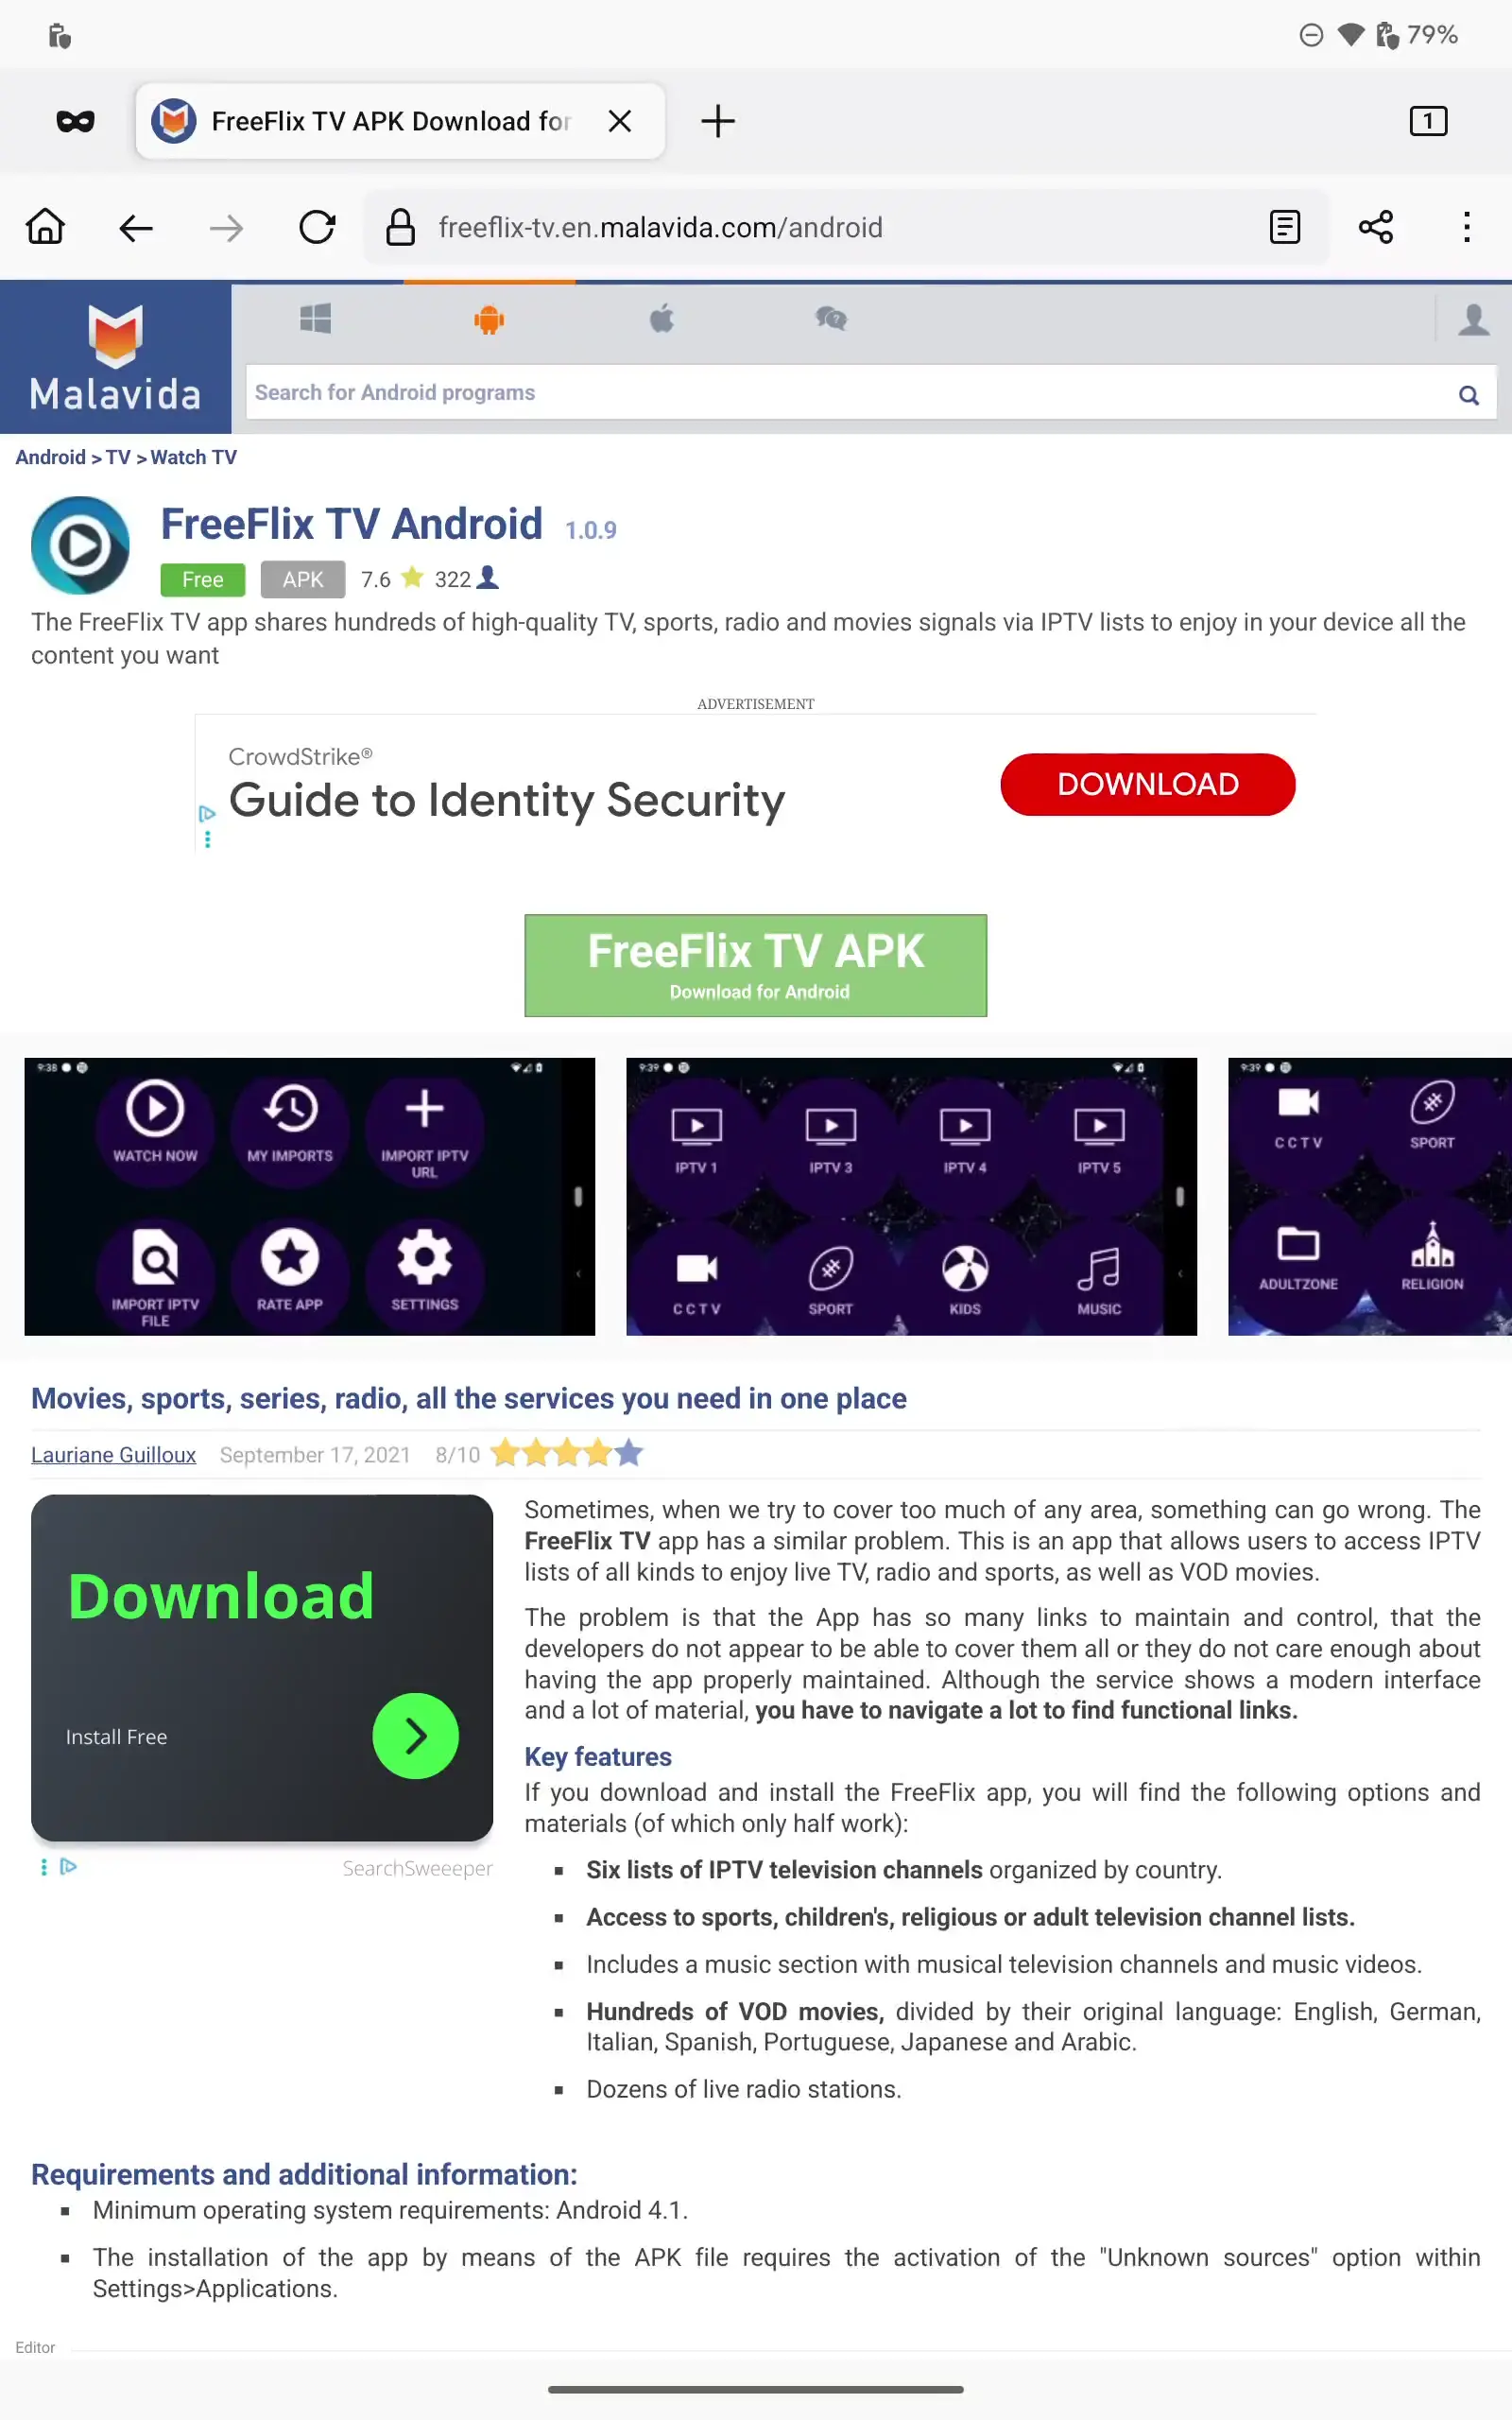 79%
FreeFlix TV APK Download for
1
freeflix-tv.en.malavida.com/android
Malavida
Search for Android programs
Android > TV > Watch TV
FreeFlix TV Android 1.0.9
Free APK 7.6 322
The FreeFlix TV app shares hundreds of high-quality TV, sports, radio and movies signals via IPTV lists to enjoy in your device all the
content you want
ADVERTISEMENT
CrowdStrike®
Guide to Identity Security
DOWNLOAD
FreeFlix TV APK
Download for Android
9:38
WATCH NOW MY IMPORTS IMPORT IPTV
URL
IMPORT IPTV RATE APP SETTINGS
FILE
9:39
IPTV 1 IPTV 3 IPTV 4 IPTV 5
CCTV SPORT KIDS MUSIC
9:39
CCTV SPORT
ADULTZONE RELIGION
Movies, sports, series, radio, all the services you need in one place
Lauriane Guilloux September 17, 2021 8/10
Download
Install Free
SearchSweeeper
Sometimes, when we try to cover too much of any area, something can go wrong. The
FreeFlix TV app has a similar problem. This is an app that allows users to access IPTV
lists of all kinds to enjoy live TV, radio and sports, as well as VOD movies.
The problem is that the App has so many links to maintain and control, that the
developers do not appear to be able to cover them all or they do not care enough about
having the app properly maintained. Although the service shows a modern interface
and a lot of material, you have to navigate a lot to find functional links.
Key features
If you download and install the FreeFlix app, you will find the following options and
materials (of which only half work):
▪ Six lists of IPTV television channels organized by country.
▪ Access to sports, children's, religious or adult television channel lists.
▪ Includes a music section with musical television channels and music videos.
▪ Hundreds of VOD movies, divided by their original language: English, German,
Italian, Spanish, Portuguese, Japanese and Arabic.
▪ Dozens of live radio stations.
Requirements and additional information:
▪ Minimum operating system requirements: Android 4.1.
▪ The installation of the app by means of the APK file requires the activation of the "Unknown sources" option within
Settings>Applications.
Editor